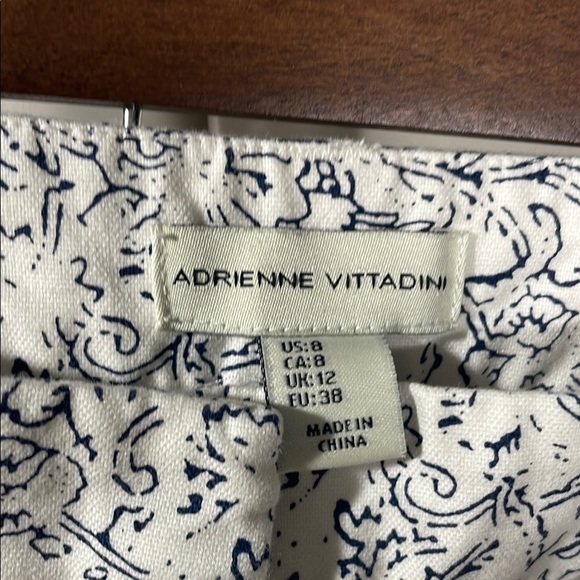 ADRIENNE VITTADINI
US:8
CA:8
UK:12
EU:38
MADE IN
CHINA